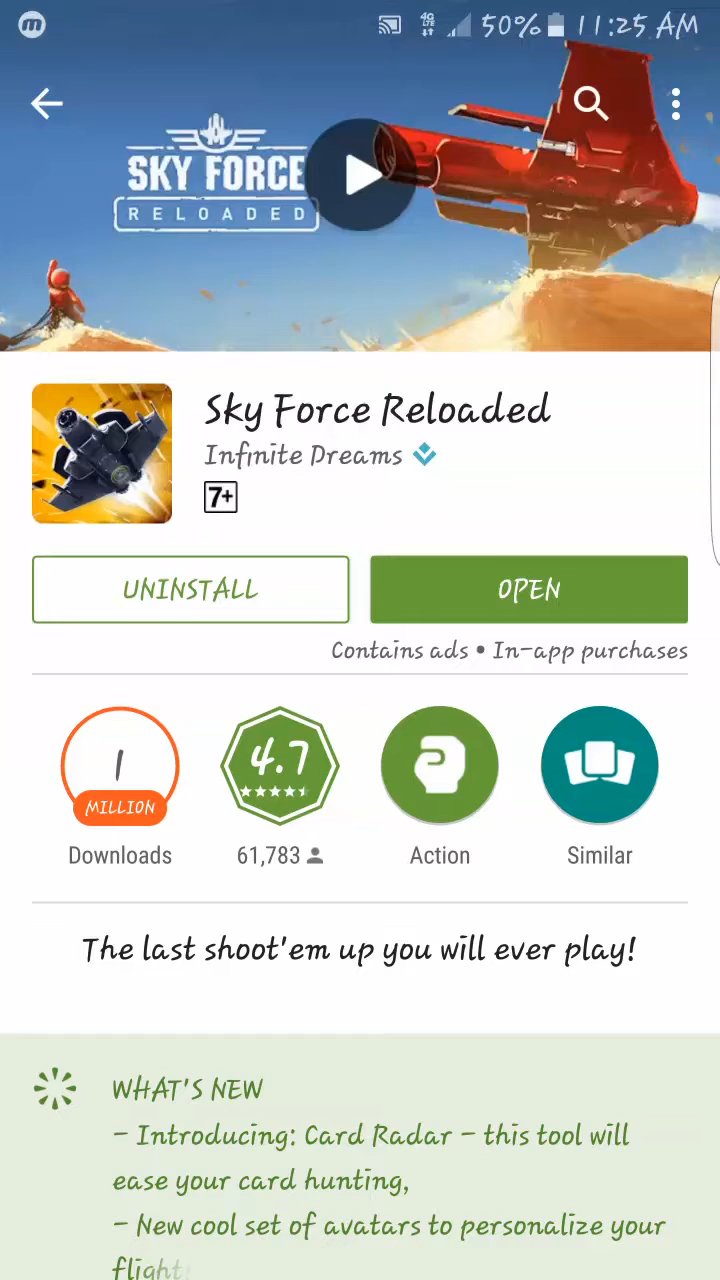 m 4G LTE 50% 11:25 AM
SKY FORCE
RELOADED
Sky Force Reloaded
Infinite Dreams
7+
UNINSTALL OPEN
Contains ads • In-app purchases
1 4.7
MILLION
Downloads 61,783 Action Similar
The last shoot'em up you will ever play!
WHAT'S NEW
– Introducing: Card Radar – this tool will
ease your card hunting,
– New cool set of avatars to personalize your
flight